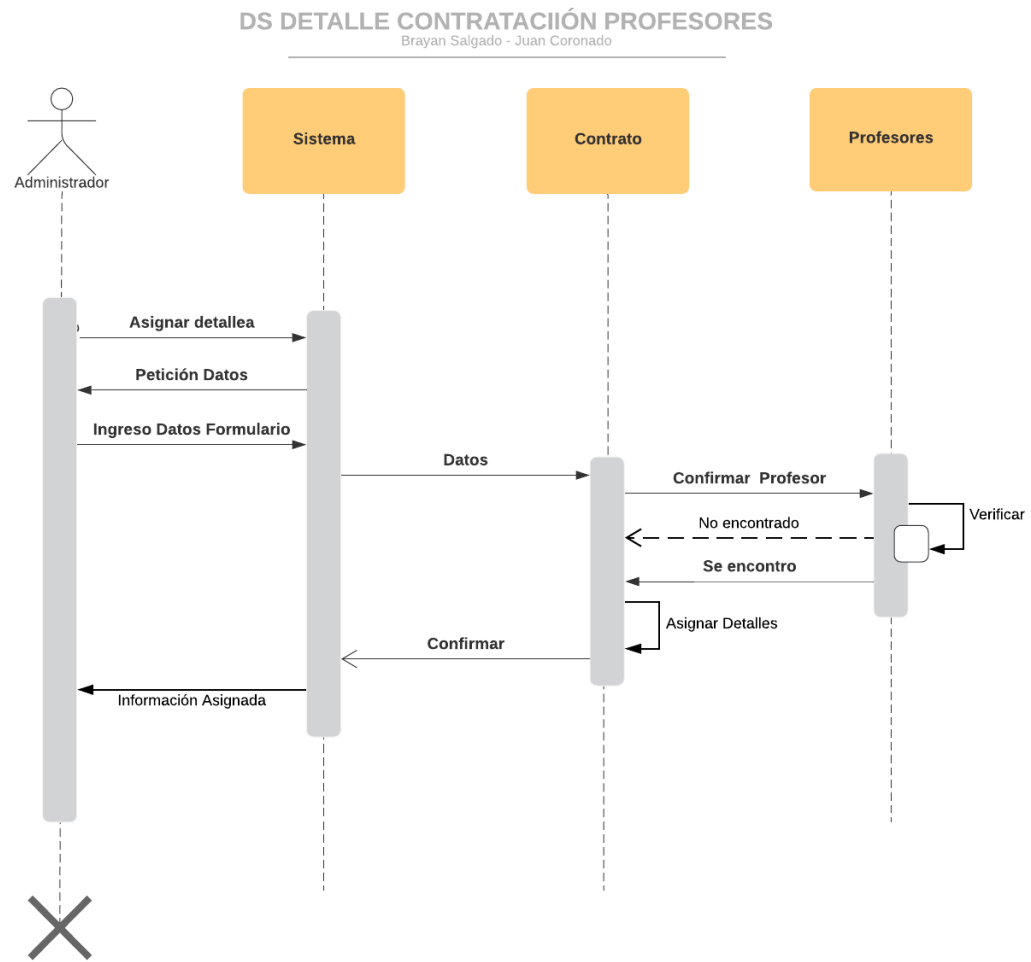 DS DETALLE CONTRATACIIÓN PROFESORES
Brayan Salgado - Juan Coronado
Administrador
Sistema
Contrato
Profesores
Asignar detallea
Petición Datos
Ingreso Datos Formulario
Datos
Confirmar Profesor
Verificar
No encontrado
Se encontro
Asignar Detalles
Confirmar
Información Asignada